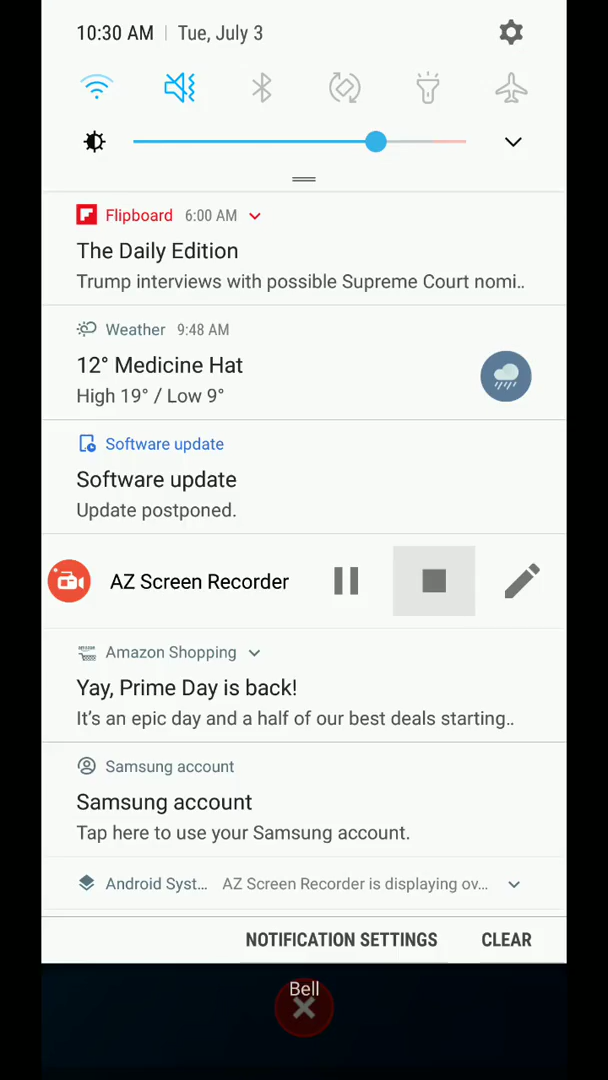 10:30 AM | Tue, July 3
Flipboard 6:00 AM
The Daily Edition
Trump interviews with possible Supreme Court nomi..
Weather 9:48 AM
12° Medicine Hat
High 19° / Low 9°
Software update
Software update
Update postponed.
AZ Screen Recorder
Amazon Shopping
Yay, Prime Day is back!
It's an epic day and a half of our best deals starting..
Samsung account
Samsung account
Tap here to use your Samsung account.
Android Syst... AZ Screen Recorder is displaying ov...
NOTIFICATION SETTINGS CLEAR
Bell